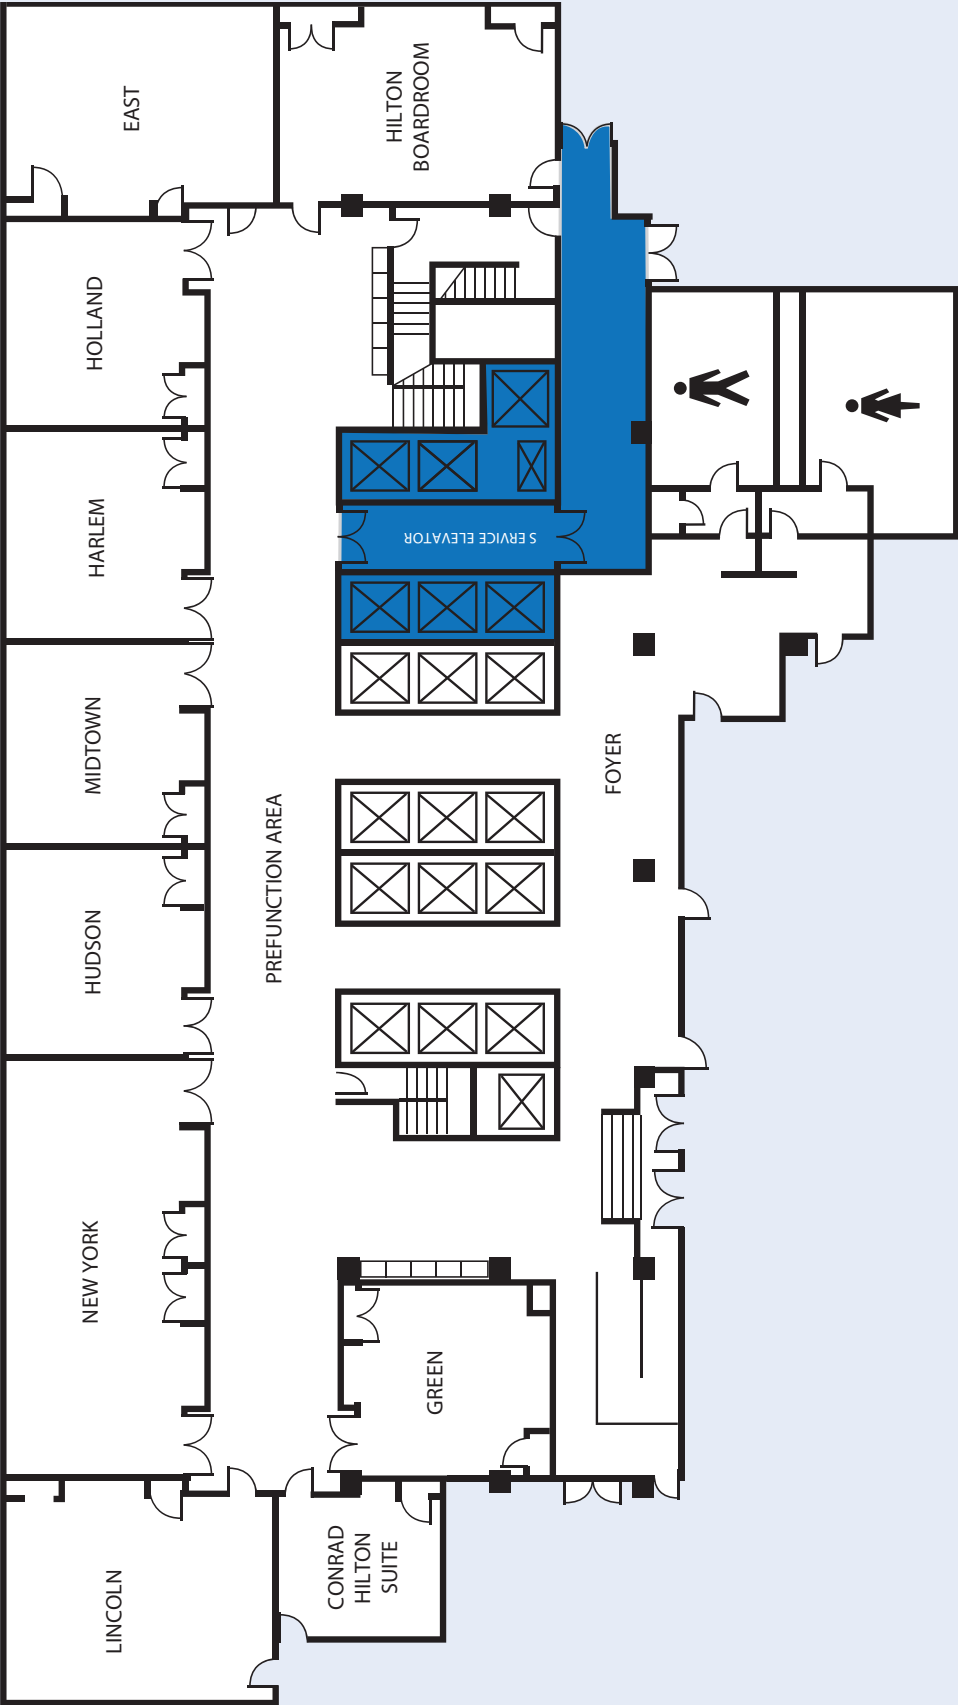 EAST
HILTON
BOARDROOM
HOLLAND
HARLEM
S ERVICE ELEVATOR
MIDTOWN
FOYER
PREFUNCTION AREA
HUDSON
NEW YORK
GREEN
CONRAD
HILTON
SUITE
LINCOLN